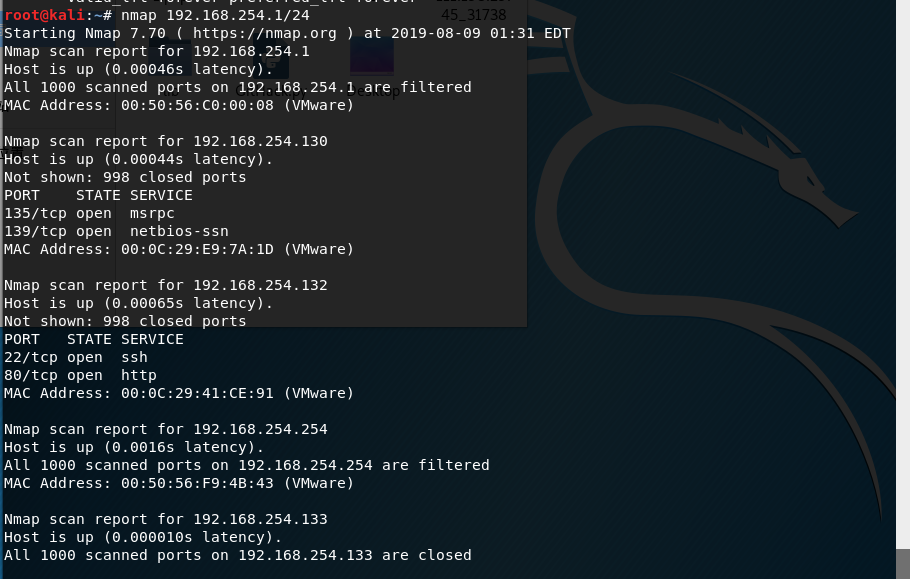 valid_lft forever preferred_lft forever
45_31738
root@kali:~# nmap 192.168.254.1/24
Starting Nmap 7.70 ( https://nmap.org ) at 2019-08-09 01:31 EDT
Nmap scan report for 192.168.254.1
Host is up (0.00046s latency).
All 1000 scanned ports on 192.168.254.1 are filtered
Desktop
MAC Address: 00:50:56:C0:00:08 (VMware)

Nmap scan report for 192.168.254.130
Host is up (0.00044s latency).
Not shown: 998 closed ports
PORT    STATE SERVICE
135/tcp open  msrpc
139/tcp open  netbios-ssn
MAC Address: 00:0C:29:E9:7A:1D (VMware)

Nmap scan report for 192.168.254.132
Host is up (0.00065s latency).
Not shown: 998 closed ports
PORT   STATE SERVICE
22/tcp open  ssh
80/tcp open  http
MAC Address: 00:0C:29:41:CE:91 (VMware)

Nmap scan report for 192.168.254.254
Host is up (0.0016s latency).
All 1000 scanned ports on 192.168.254.254 are filtered
MAC Address: 00:50:56:F9:4B:43 (VMware)

Nmap scan report for 192.168.254.133
Host is up (0.000010s latency).
All 1000 scanned ports on 192.168.254.133 are closed